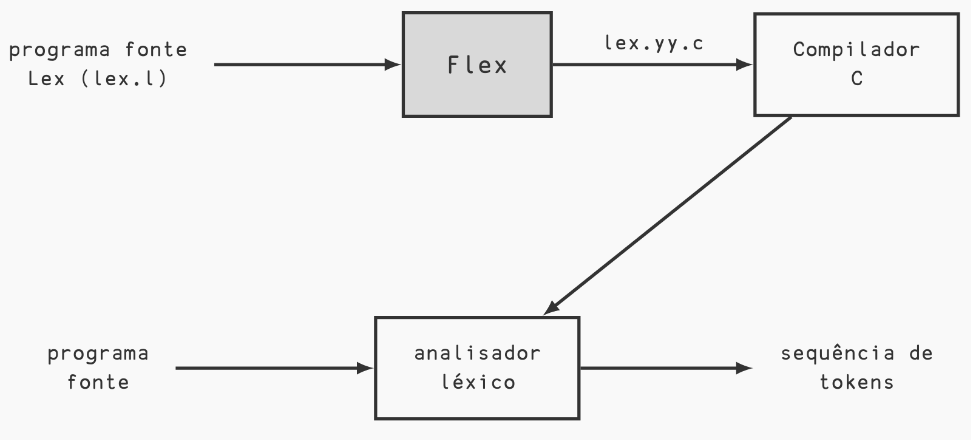 programa fonte
Lex (lex.l)
Flex
lex.yy.c
Compilador
C
programa
fonte
analisador
léxico
sequência de
tokens